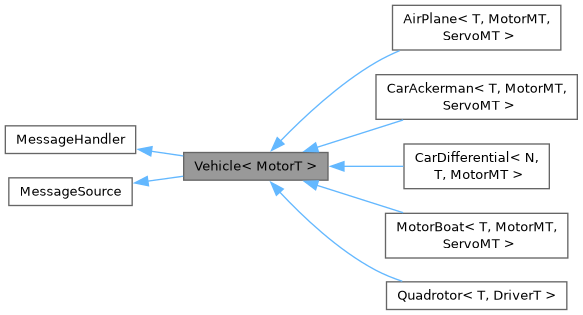 MessageHandler
MessageSource
Vehicle< MotorT >
AirPlane< T, MotorMT,
ServoMT >
CarAckerman< T, MotorMT,
ServoMT >
CarDifferential< N,
T, MotorMT >
MotorBoat< T, MotorMT,
ServoMT >
Quadrotor< T, DriverT >